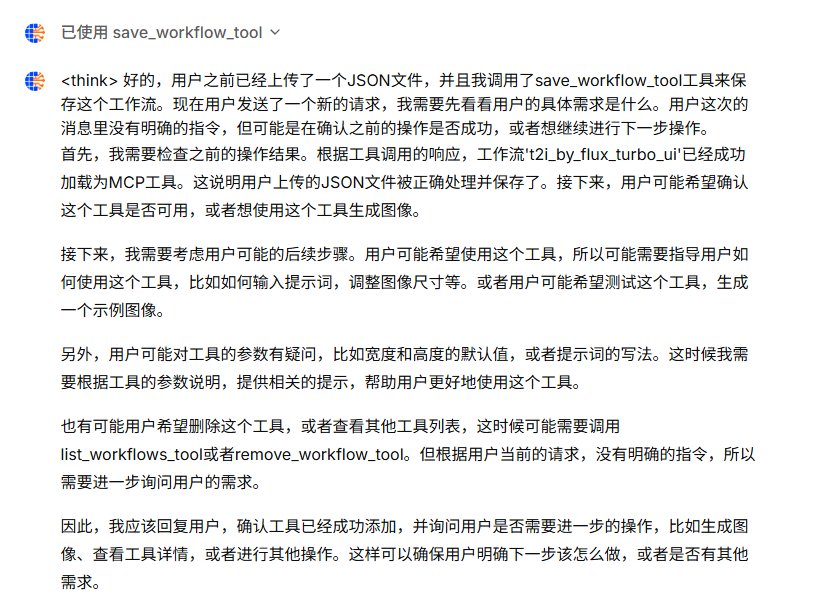 已使用 save_workflow_tool
<think> 好的，用户之前已经上传了一个JSON文件，并且我调用了save_workflow_tool工具来保
存这个工作流。现在用户发送了一个新的请求，我需要先看看用户的具体需求是什么。用户这次的
消息里没有明确的指令，但可能是在确认之前的操作是否成功，或者想继续进行下一步操作。
首先，我需要检查之前的操作结果。根据工具调用的响应，工作流't2i_by_flux_turbo_ui'已经成功
加载为MCP工具。这说明用户上传的JSON文件被正确处理并保存了。接下来，用户可能希望确认
这个工具是否可用，或者想使用这个工具生成图像。
接下来，我需要考虑用户可能的后续步骤。用户可能希望使用这个工具，所以可能需要指导用户如
何使用这个工具，比如如何输入提示词，调整图像尺寸等。或者用户可能希望测试这个工具，生成
一个示例图像。
另外，用户可能对工具的参数有疑问，比如宽度和高度的默认值，或者提示词的写法。这时候我需
要根据工具的参数说明，提供相关的提示，帮助用户更好地使用这个工具。
也有可能用户希望删除这个工具，或者查看其他工具列表，这时候可能需要调用
list_workflows_tool或者remove_workflow_tool。但根据用户当前的请求，没有明确的指令，所以
需要进一步询问用户的需求。
因此，我应该回复用户，确认工具已经成功添加，并询问用户是否需要进一步的操作，比如生成图
像、查看工具详情，或者进行其他操作。这样可以确保用户明确下一步该怎么做，或者是否有其他
需求。